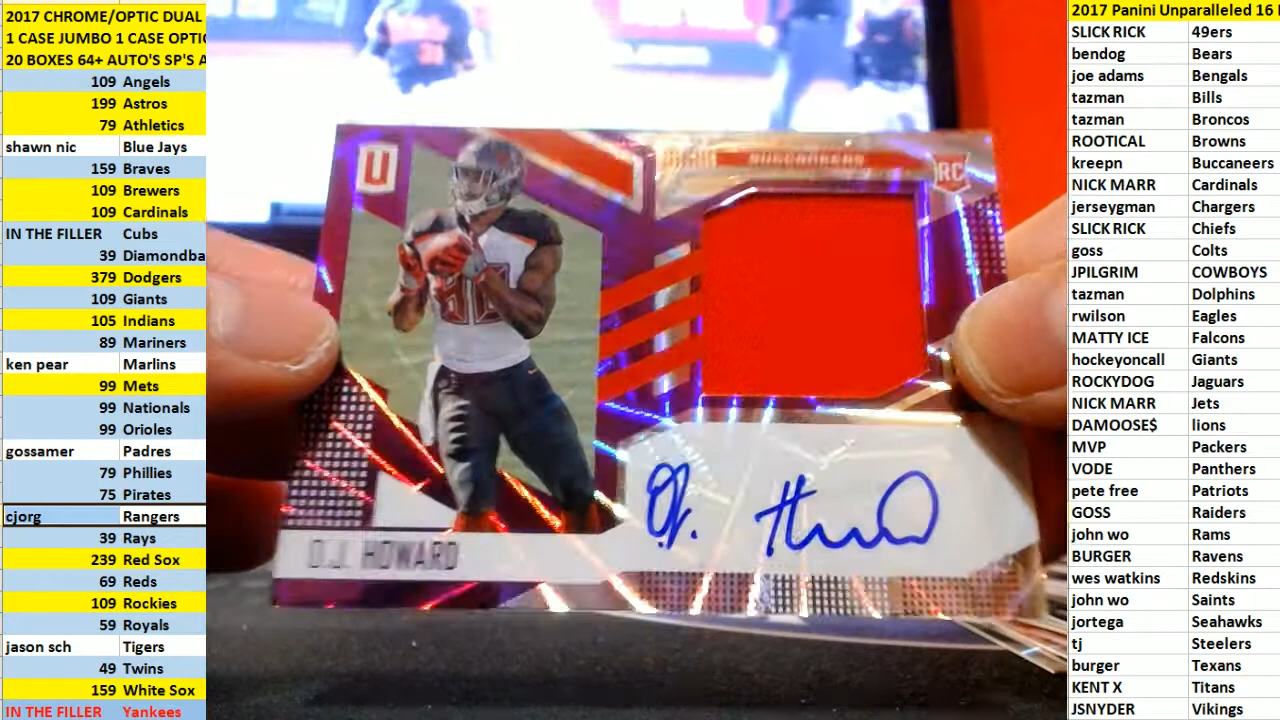 2017 CHROME/OPTIC DUAL
1 CASE JUMBO 1 CASE OPTIC
20 BOXES 64+ AUTO'S SP'S A
109 Angels
199 Astros
79 Athletics
shawn nic Blue Jays
159 Braves
109 Brewers
109 Cardinals
IN THE FILLER Cubs
39 Diamondba
379 Dodgers
109 Giants
105 Indians
89 Mariners
ken pear Marlins
99 Mets
99 Nationals
99 Orioles
gossamer Padres
79 Phillies
75 Pirates
cjorg Rangers
39 Rays
239 Red Sox
69 Reds
109 Rockies
59 Royals
jason sch Tigers
49 Twins
159 White Sox
IN THE FILLER Yankees
U
BUCCANEERS
RC
80
O.J. Howard
O.J. HOWARD
2017 Panini Unparalleled 16
SLICK RICK 49ers
bendog Bears
joe adams Bengals
tazman Bills
tazman Broncos
ROOTICAL Browns
kreepn Buccaneers
NICK MARR Cardinals
jerseygman Chargers
SLICK RICK Chiefs
goss Colts
JPILGRIM COWBOYS
tazman Dolphins
rwilson Eagles
MATTY ICE Falcons
hockeyoncall Giants
ROCKYDOG Jaguars
NICK MARR Jets
DAMOOSE$ lions
MVP Packers
VODE Panthers
pete free Patriots
GOSS Raiders
john wo Rams
BURGER Ravens
wes watkins Redskins
john wo Saints
jortega Seahawks
tj Steelers
burger Texans
KENT X Titans
JSNYDER Vikings